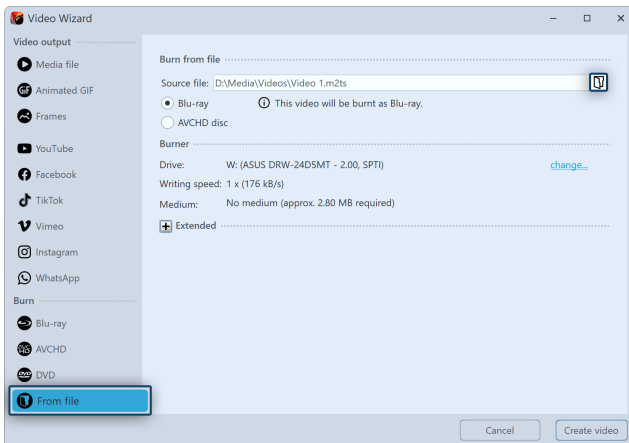 Video Wizard
Video output
Media file
Animated GIF
GIF
Frames
YouTube
Facebook
TikTok
Vimeo
Instagram
WhatsApp
Burn
Blu-ray
AVCHD
DVD
DVD
From file
Burn from file
Source file: D:\Media\Videos\Video 1.m2ts
Blu-ray
This video will be burnt as Blu-ray.
AVCHD disc
Burner
Drive: W: (ASUS DRW-24D5MT - 2.00, SPTI) change...
Writing speed: 1 x (176 kB/s)
Medium: No medium (approx. 2.80 MB required)
Extended
Cancel Create video